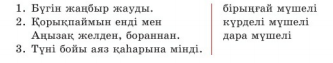 1. Бүгін жаңбыр жауды.
2. Қорықпаймын енді мен
Аңызақ желден, бораннан.
3. Түні бойы аяз қаһарына мінді.
бірыңғай мүшелі
күрделі мүшелі
дара мүшелі